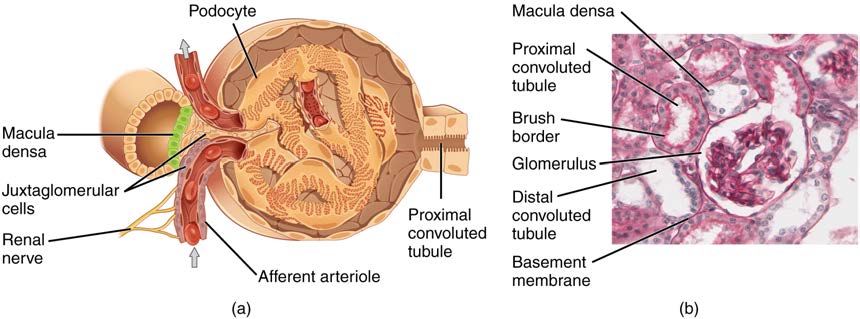 Podocyte
Macula
densa
Juxtaglomerular
cells
Renal
nerve
Afferent arteriole
Proximal
convoluted
tubule
(a)
Macula densa
Proximal
convoluted
tubule
Brush
border
Glomerulus
Distal
convoluted
tubule
Basement
membrane
(b)